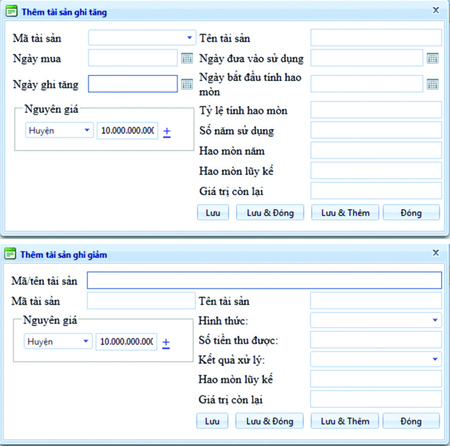 Thêm tài sản ghi tăng x
Mã tài sản Tên tài sản
Ngày mua Ngày đưa vào sử dụng
Ngày ghi tăng Ngày bắt đầu tính hao
mòn
Nguyên giá Tỷ lệ tính hao mòn
Huyện 10.000.000.00 + Số năm sử dụng
Hao mòn năm
Hao mòn lũy kế
Giá trị còn lại
Lưu Lưu & Đóng Lưu & Thêm Đóng
Thêm tài sản ghi giảm x
Mã/tên tài sản
Mã tài sản Tên tài sản
Nguyên giá Hình thức:
Huyện 10.000.000.00 + Số tiền thu được:
Kết quả xử lý:
Hao mòn lũy kế
Giá trị còn lại
Lưu Lưu & Đóng Lưu & Thêm Đóng